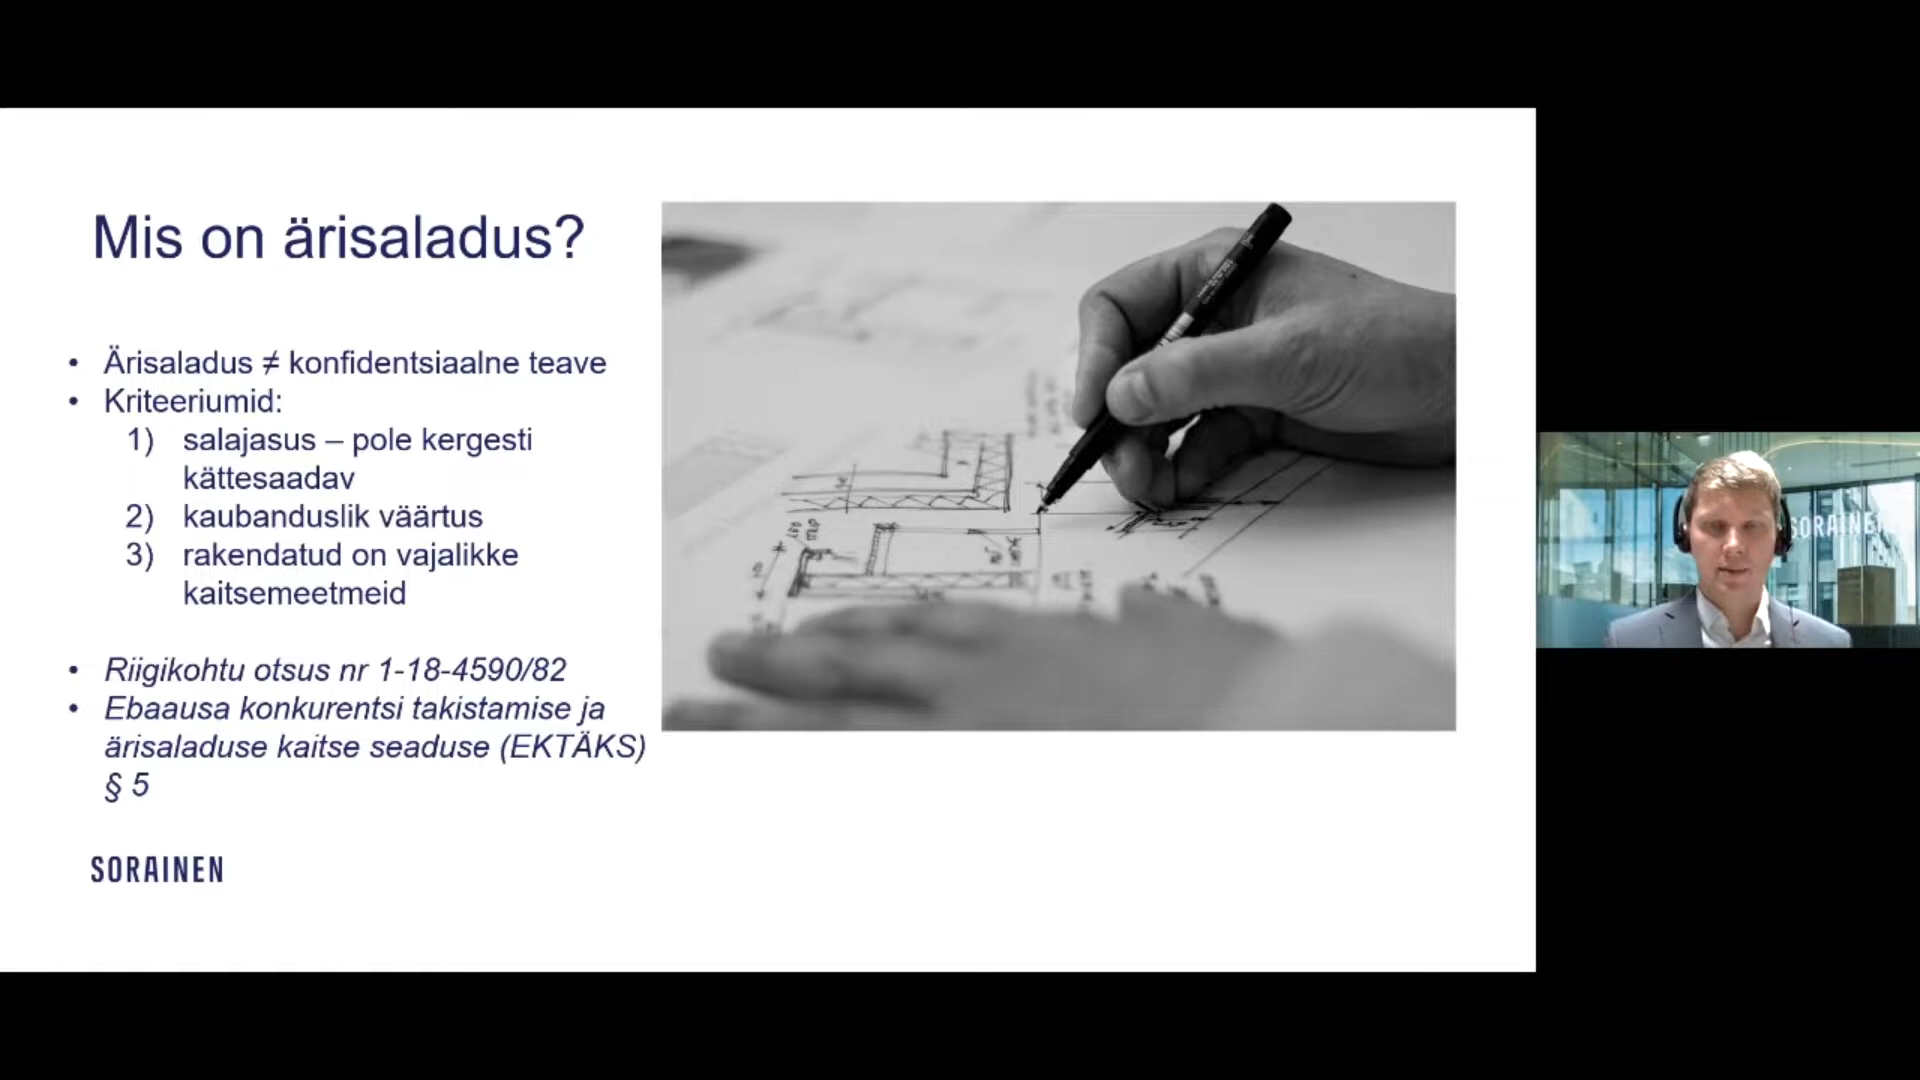 Mis on ärisaladus?
• Ärisaladus ≠ konfidentsiaalne teave
• Kriteeriumid:
1) salajasus – pole kergesti
kättesaadav
2) kaubanduslik väärtus
3) rakendatud on vajalikke
kaitsemeetmeid
• Riigikohtu otsus nr 1-18-4590/82
• Ebaausa konkurentsi takistamise ja
ärisaladuse kaitse seaduse (EKTÄKS)
§ 5
SORAINEN
SORAINE